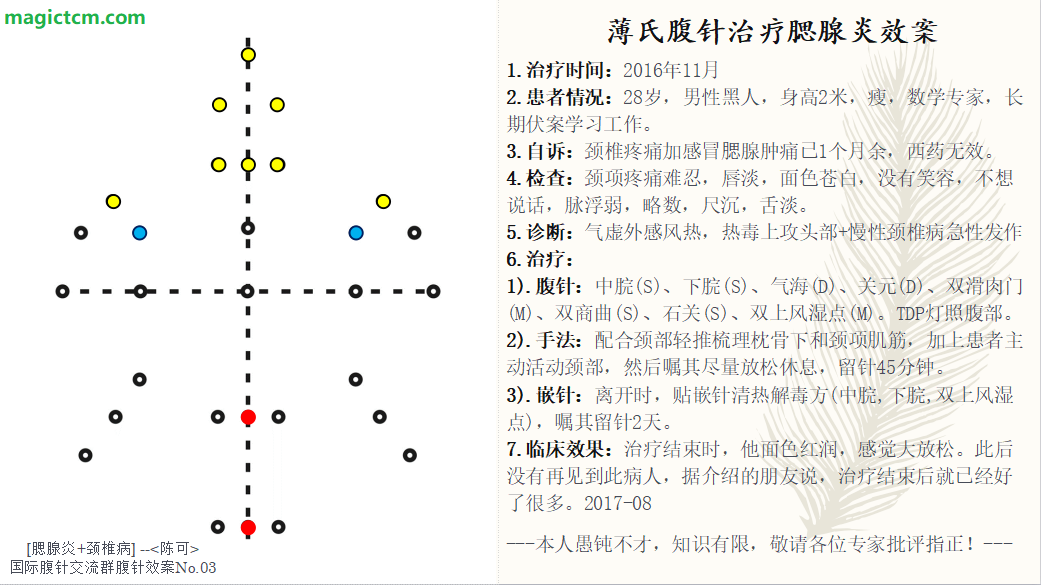 magictcm.com
薄氏腹针治疗腮腺炎效案
1.治疗时间：2016年11月
2.患者情况：28岁，男性黑人，身高2米，瘦，数学专家，长
期伏案学习工作。
3.自诉：颈椎疼痛加感冒腮腺肿痛已1个月余，西药无效。
4.检查：颈项疼痛难忍，唇淡，面色苍白，没有笑容，不想
说话，脉浮弱，略数，尺沉，舌淡。
5.诊断：气虚外感风热，热毒上攻头部+慢性颈椎病急性发作
6.治疗：
1).腹针：中脘(S)、下脘(S)、气海(D)、关元(D)、双滑肉门
(M)、双商曲(S)、石关(S)、双上风湿点(M)。TDP灯照腹部。
2).手法：配合颈部轻推梳理枕骨下和颈项肌筋，加上患者主
动活动颈部，然后嘱其尽量放松休息，留针45分钟。
3).嵌针：离开时，贴嵌针清热解毒方(中脘,下脘,双上风湿
点)，嘱其留针2天。
7.临床效果：治疗结束时，他面色红润，感觉大放松。此后
没有再见到此病人，据介绍的朋友说，治疗结束后就已经好
了很多。2017-08
---本人愚钝不才，知识有限，敬请各位专家批评指正！---
[腮腺炎+颈椎病] --<陈可>
国际腹针交流群腹针效案No.03